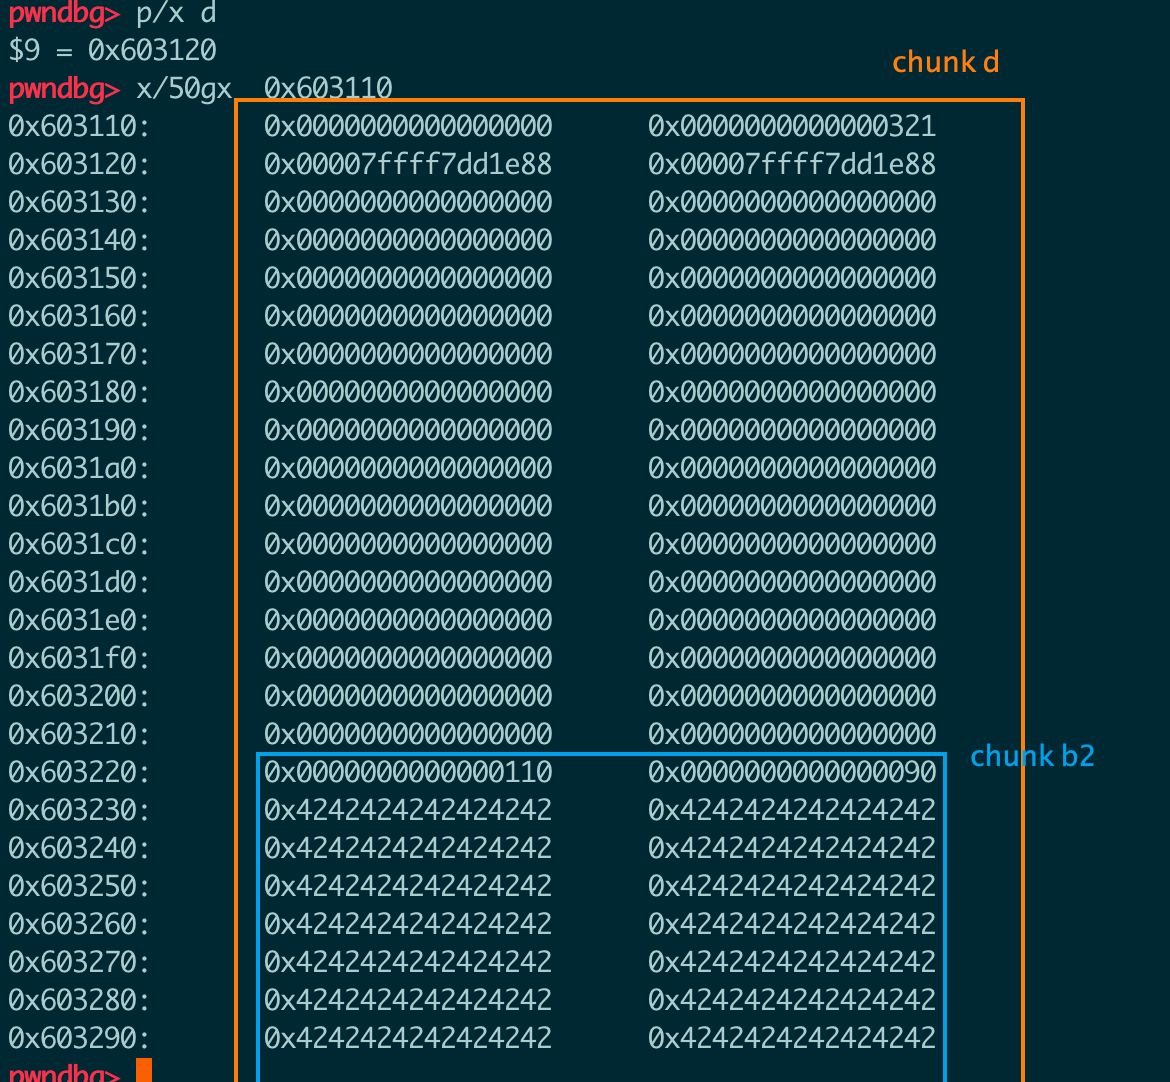 pwndbg> p/x d
$9 = 0x603120
chunk d
pwndbg> x/50gx 0x603110
0x603110: 0x0000000000000000 0x0000000000000321
0x603120: 0x00007ffff7dd1e88 0x00007ffff7dd1e88
0x603130: 0x0000000000000000 0x0000000000000000
0x603140: 0x0000000000000000 0x0000000000000000
0x603150: 0x0000000000000000 0x0000000000000000
0x603160: 0x0000000000000000 0x0000000000000000
0x603170: 0x0000000000000000 0x0000000000000000
0x603180: 0x0000000000000000 0x0000000000000000
0x603190: 0x0000000000000000 0x0000000000000000
0x6031a0: 0x0000000000000000 0x0000000000000000
0x6031b0: 0x0000000000000000 0x0000000000000000
0x6031c0: 0x0000000000000000 0x0000000000000000
0x6031d0: 0x0000000000000000 0x0000000000000000
0x6031e0: 0x0000000000000000 0x0000000000000000
0x6031f0: 0x0000000000000000 0x0000000000000000
0x603200: 0x0000000000000000 0x0000000000000000
0x603210: 0x0000000000000000 0x0000000000000000
chunk b2
0x603220: 0x0000000000000110 0x0000000000000090
0x603230: 0x4242424242424242 0x4242424242424242
0x603240: 0x4242424242424242 0x4242424242424242
0x603250: 0x4242424242424242 0x4242424242424242
0x603260: 0x4242424242424242 0x4242424242424242
0x603270: 0x4242424242424242 0x4242424242424242
0x603280: 0x4242424242424242 0x4242424242424242
0x603290: 0x4242424242424242 0x4242424242424242
pwndbg>